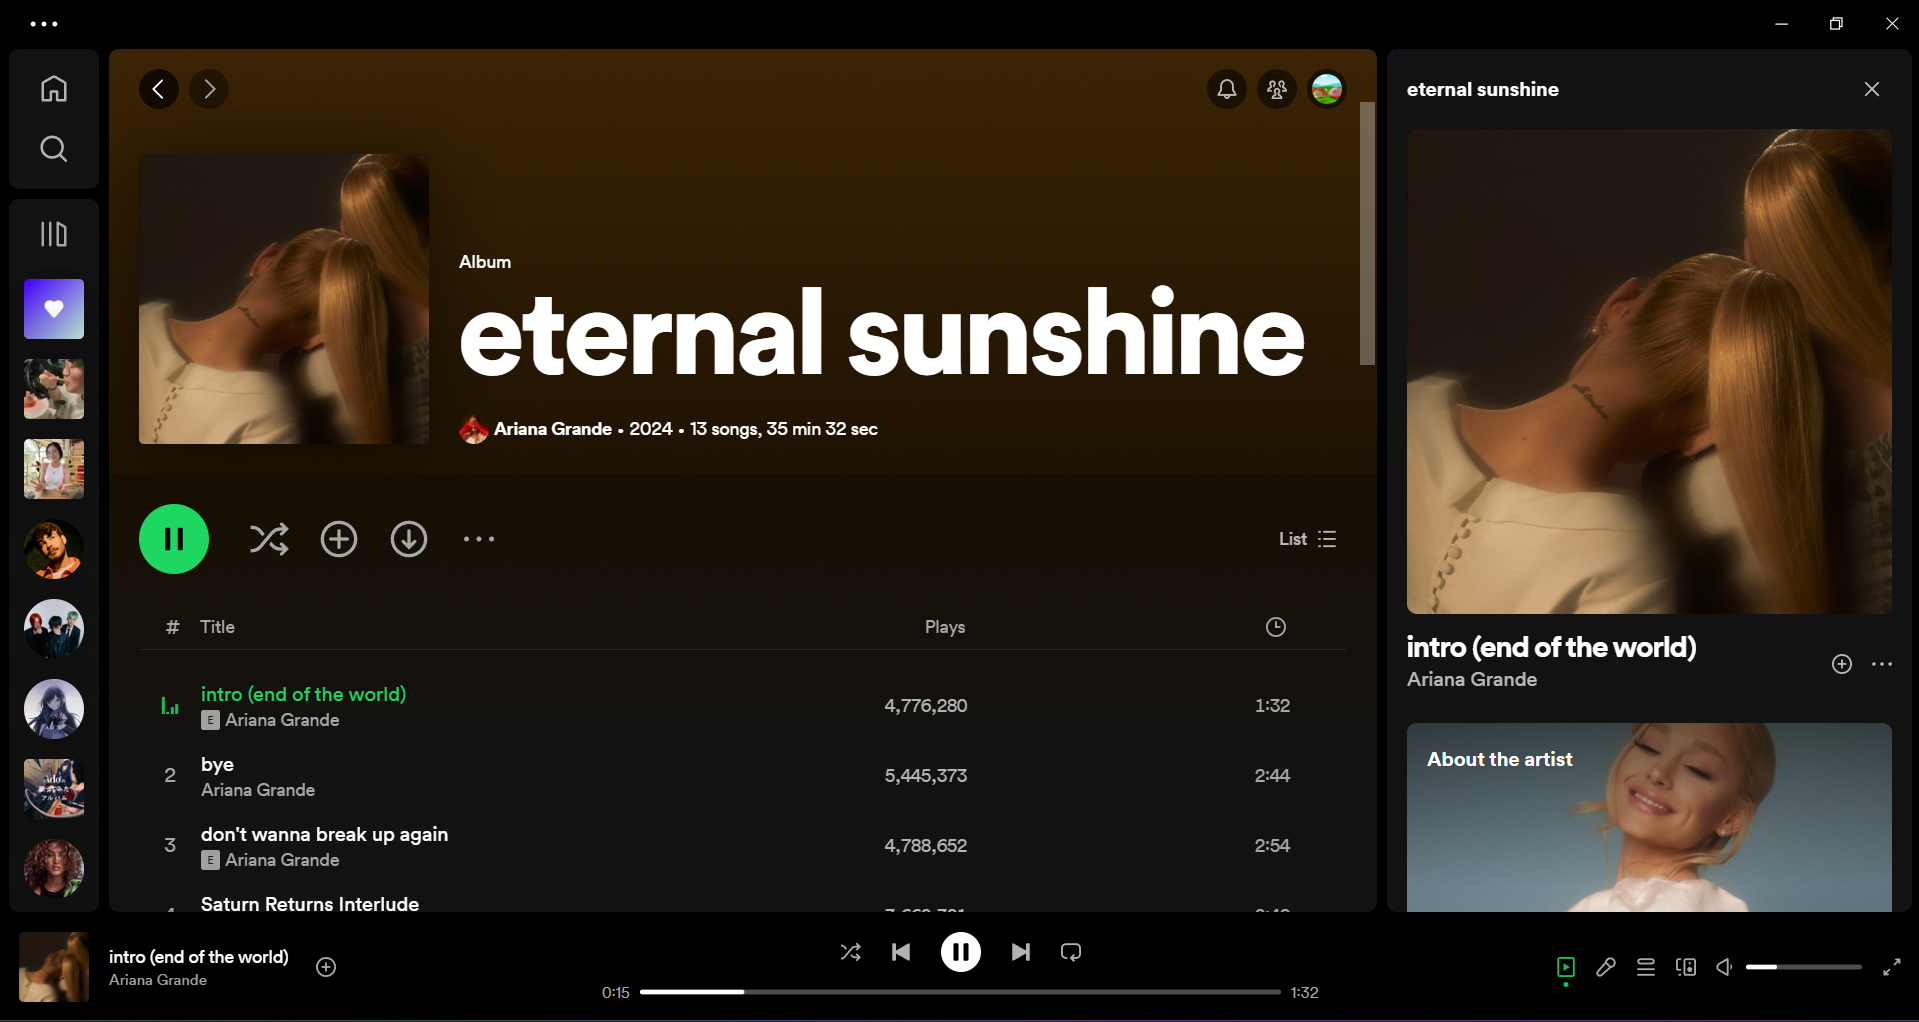 eternal sunshine
Album
eternal sunshine
Ariana Grande • 2024 • 13 songs, 35 min 32 sec
List
# Title Plays
intro (end of the world) 4,776,280 1:32
E Ariana Grande
2 bye 5,445,373 2:44
Ariana Grande
3 don't wanna break up again 4,788,652 2:54
E Ariana Grande
Saturn Returns Interlude
intro (end of the world)
Ariana Grande
About the artist
Ado
intro (end of the world)
Ariana Grande
0:15 1:32